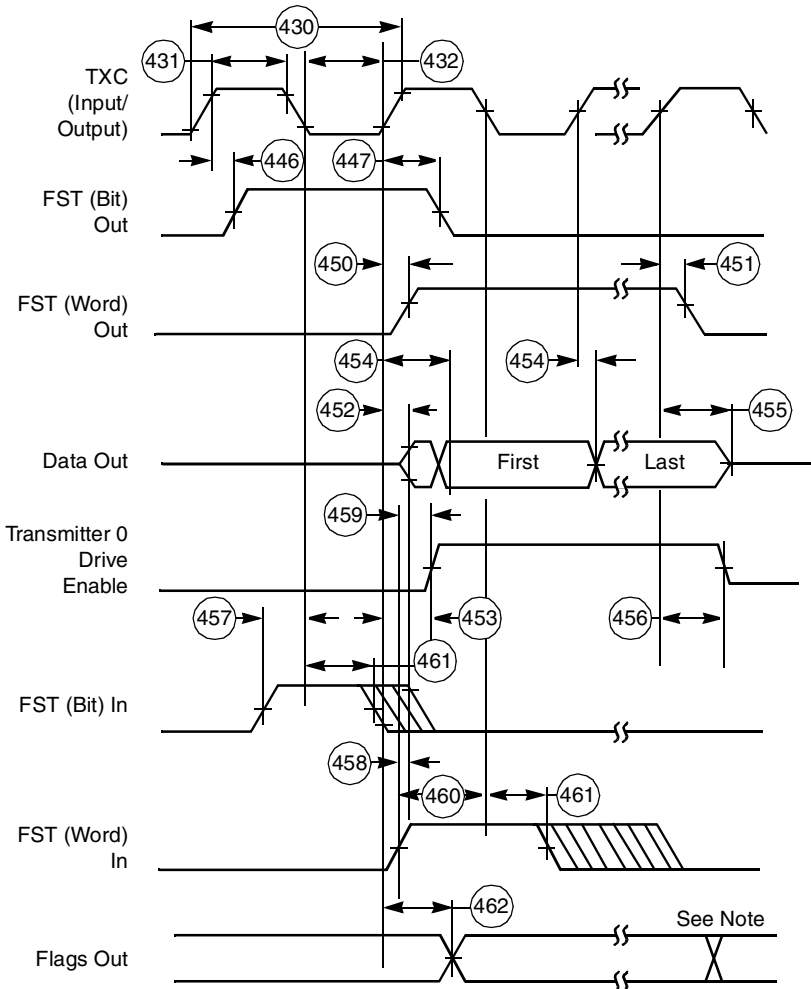 430
431
432
TXC
(Input/
Output)
446
447
FST (Bit)
Out
450
451
FST (Word)
Out
454
454
452
455
Data Out
First
Last
459
Transmitter 0
Drive
Enable
457
453
456
461
FST (Bit) In
458
460
461
FST (Word)
In
462
See Note
Flags Out